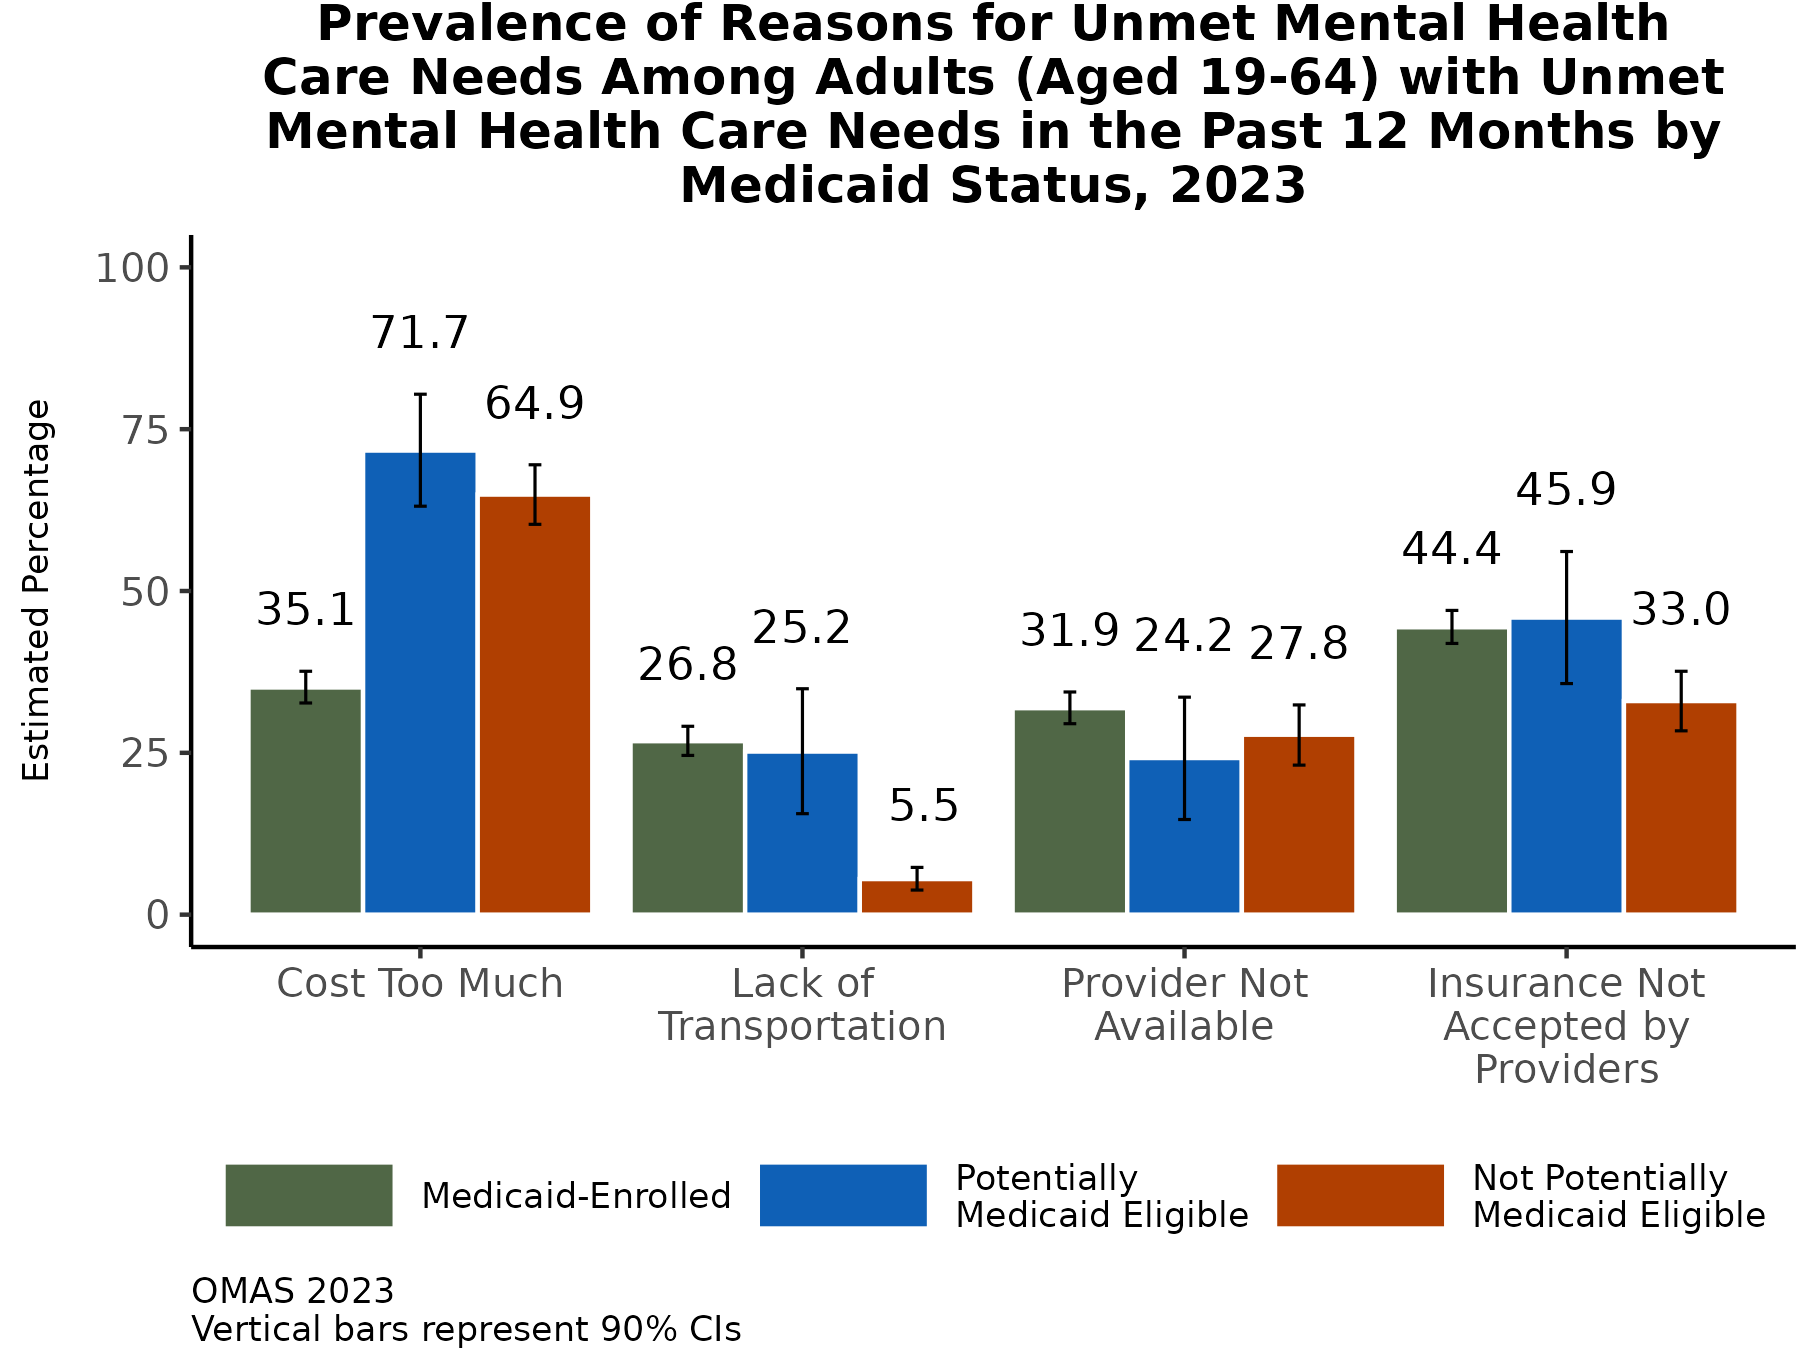 Prevalence of Reasons for Unmet Mental Health
Care Needs Among Adults (Aged 19-64) with Unmet
Mental Health Care Needs in the Past 12 Months by
Medicaid Status, 2023
Estimated Percentage
100
75
50
25
0
35.1
71.7
64.9
26.8
25.2
5.5
31.9
24.2
27.8
44.4
45.9
33.0
Cost Too Much
Lack of
Transportation
Provider Not
Available
Insurance Not
Accepted by
Providers
Medicaid-Enrolled
Potentially
Medicaid Eligible
Not Potentially
Medicaid Eligible
OMAS 2023
Vertical bars represent 90% CIs